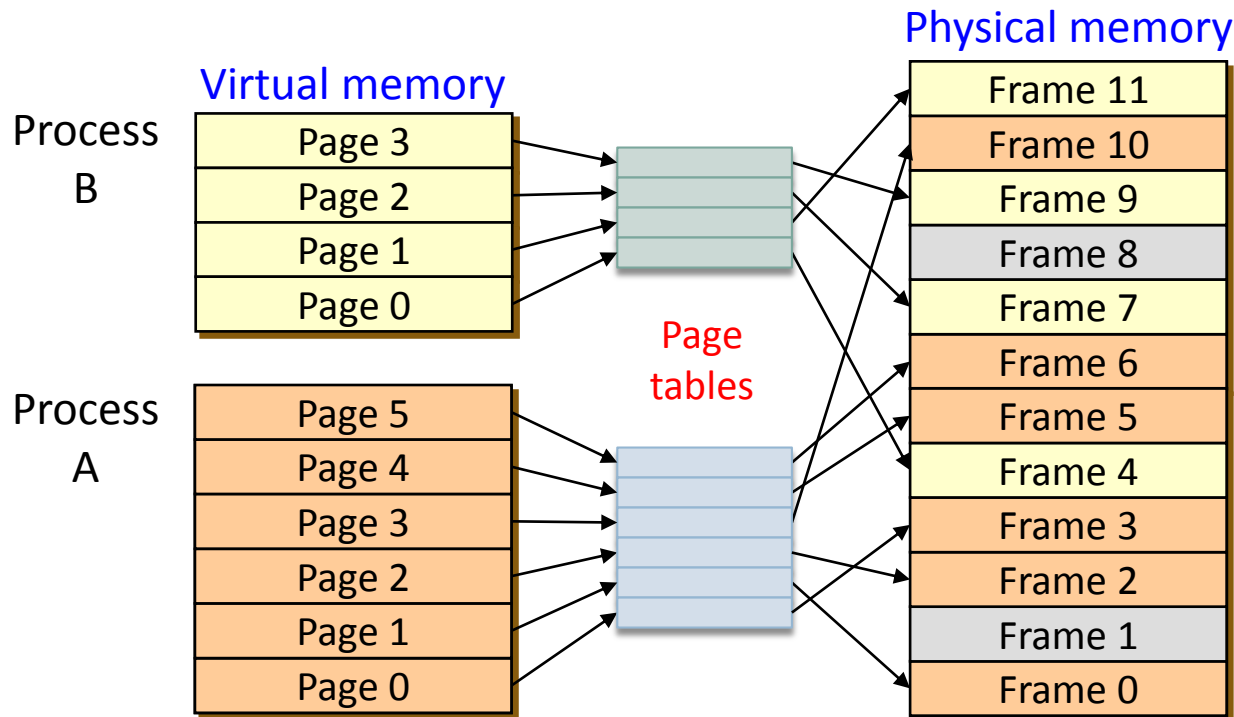 Physical memory
Virtual memory
Process
B
Page 3
Page 2
Page 1
Page 0
Page
tables
Process
A
Page 5
Page 4
Page 3
Page 2
Page 1
Page 0
Frame 11
Frame 10
Frame 9
Frame 8
Frame 7
Frame 6
Frame 5
Frame 4
Frame 3
Frame 2
Frame 1
Frame 0